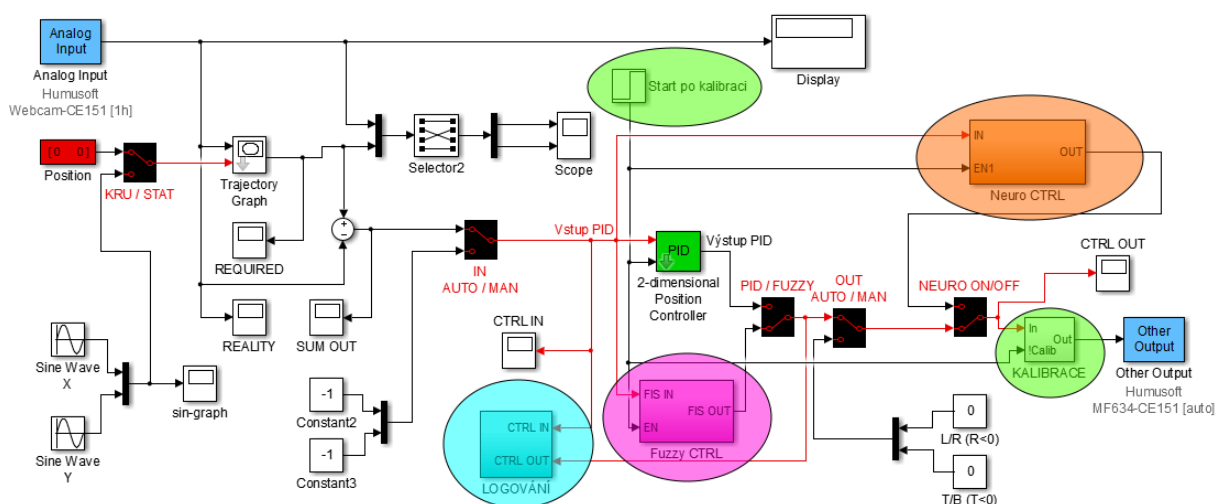 Analog
Input
Analog Input
Humusoft
Webcam-CE151 [1h]
Display
Start po kalibraci
IN
OUT
EN1
Neuro CTRL
[0 0]
Position
KRU / STAT
Trajectory
Graph
Selector2
Scope
REQUIRED
IN
AUTO / MAN
Vstup PID
PID
Výstup PID
2-dimensional
Position
Controller
PID / FUZZY
OUT
AUTO / MAN
NEURO ON/OFF
CTRL OUT
In
Out
!Calib
KALIBRACE
Other
Output
Other Output
Humusoft
MF634-CE151 [auto]
REALITY
SUM OUT
CTRL IN
Sine Wave
X
sin-graph
Sine Wave
Y
-1
Constant2
-1
Constant3
CTRL IN
CTRL OUT
LOGOVÁNÍ
FIS IN
FIS OUT
EN
Fuzzy CTRL
0
L/R (R<0)
0
T/B (T<0)